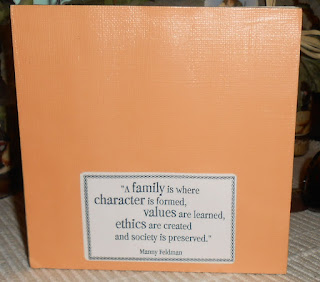 "A family is where
character is formed,
values are learned,
ethics are created
and society is preserved."
Manny Feldman